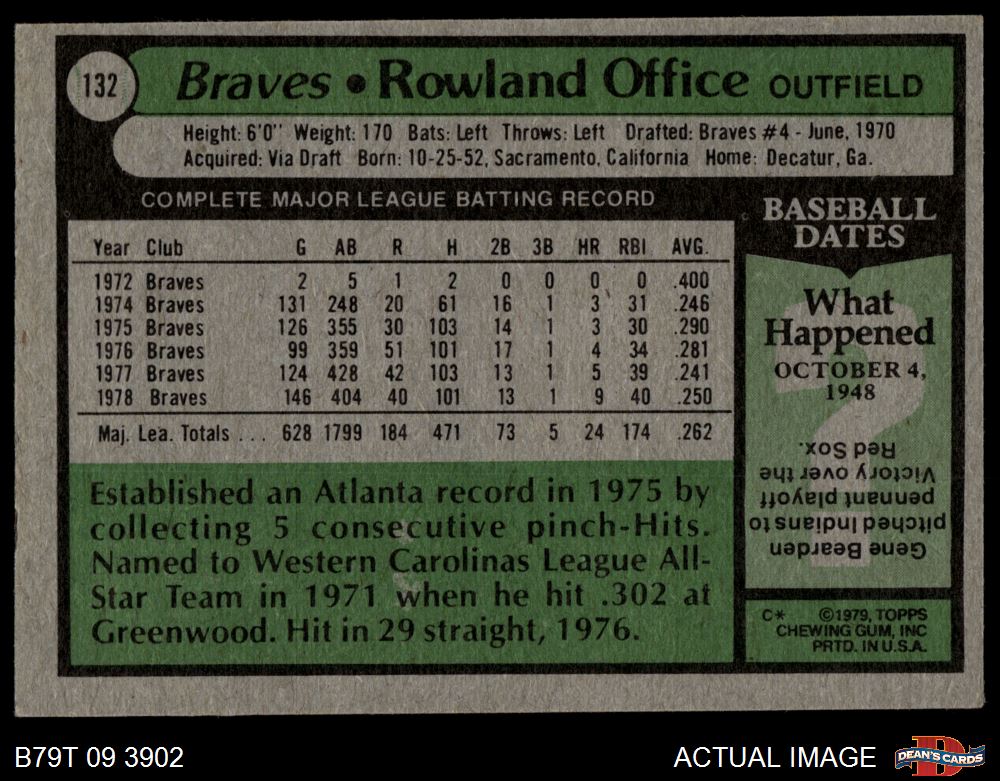 132
Braves • Rowland Office OUTFIELD
Height: 6'0" Weight: 170 Bats: Left Throws: Left Drafted: Braves #4 - June, 1970
Acquired: Via Draft Born: 10-25-52, Sacramento, California Home: Decatur, Ga.
COMPLETE MAJOR LEAGUE BATTING RECORD
Year Club G AB R H 2B 3B HR RBI AVG.
1972 Braves 2 5 1 2 0 0 0 0 .400
1974 Braves 131 248 20 61 16 1 3 31 .246
1975 Braves 126 355 30 103 14 1 3 30 .290
1976 Braves 99 359 51 101 17 1 4 34 .281
1977 Braves 124 428 42 103 13 1 5 39 .241
1978 Braves 146 404 40 101 13 1 9 40 .250
Maj. Lea. Totals ... 628 1799 184 471 73 5 24 174 .262
Established an Atlanta record in 1975 by
collecting 5 consecutive pinch-Hits.
Named to Western Carolinas League All-
Star Team in 1971 when he hit .302 at
Greenwood. Hit in 29 straight, 1976.
BASEBALL
DATES
What
Happened
OCTOBER 4,
1948
?
Gene Bearden
pitched Indians to
pennant playoff
Victory over the
Red Sox.
C* ©1979, TOPPS
CHEWING GUM, INC
PRTD. IN U.S.A.
B79T 09 3902
ACTUAL IMAGE
D
DEAN'S CARDS